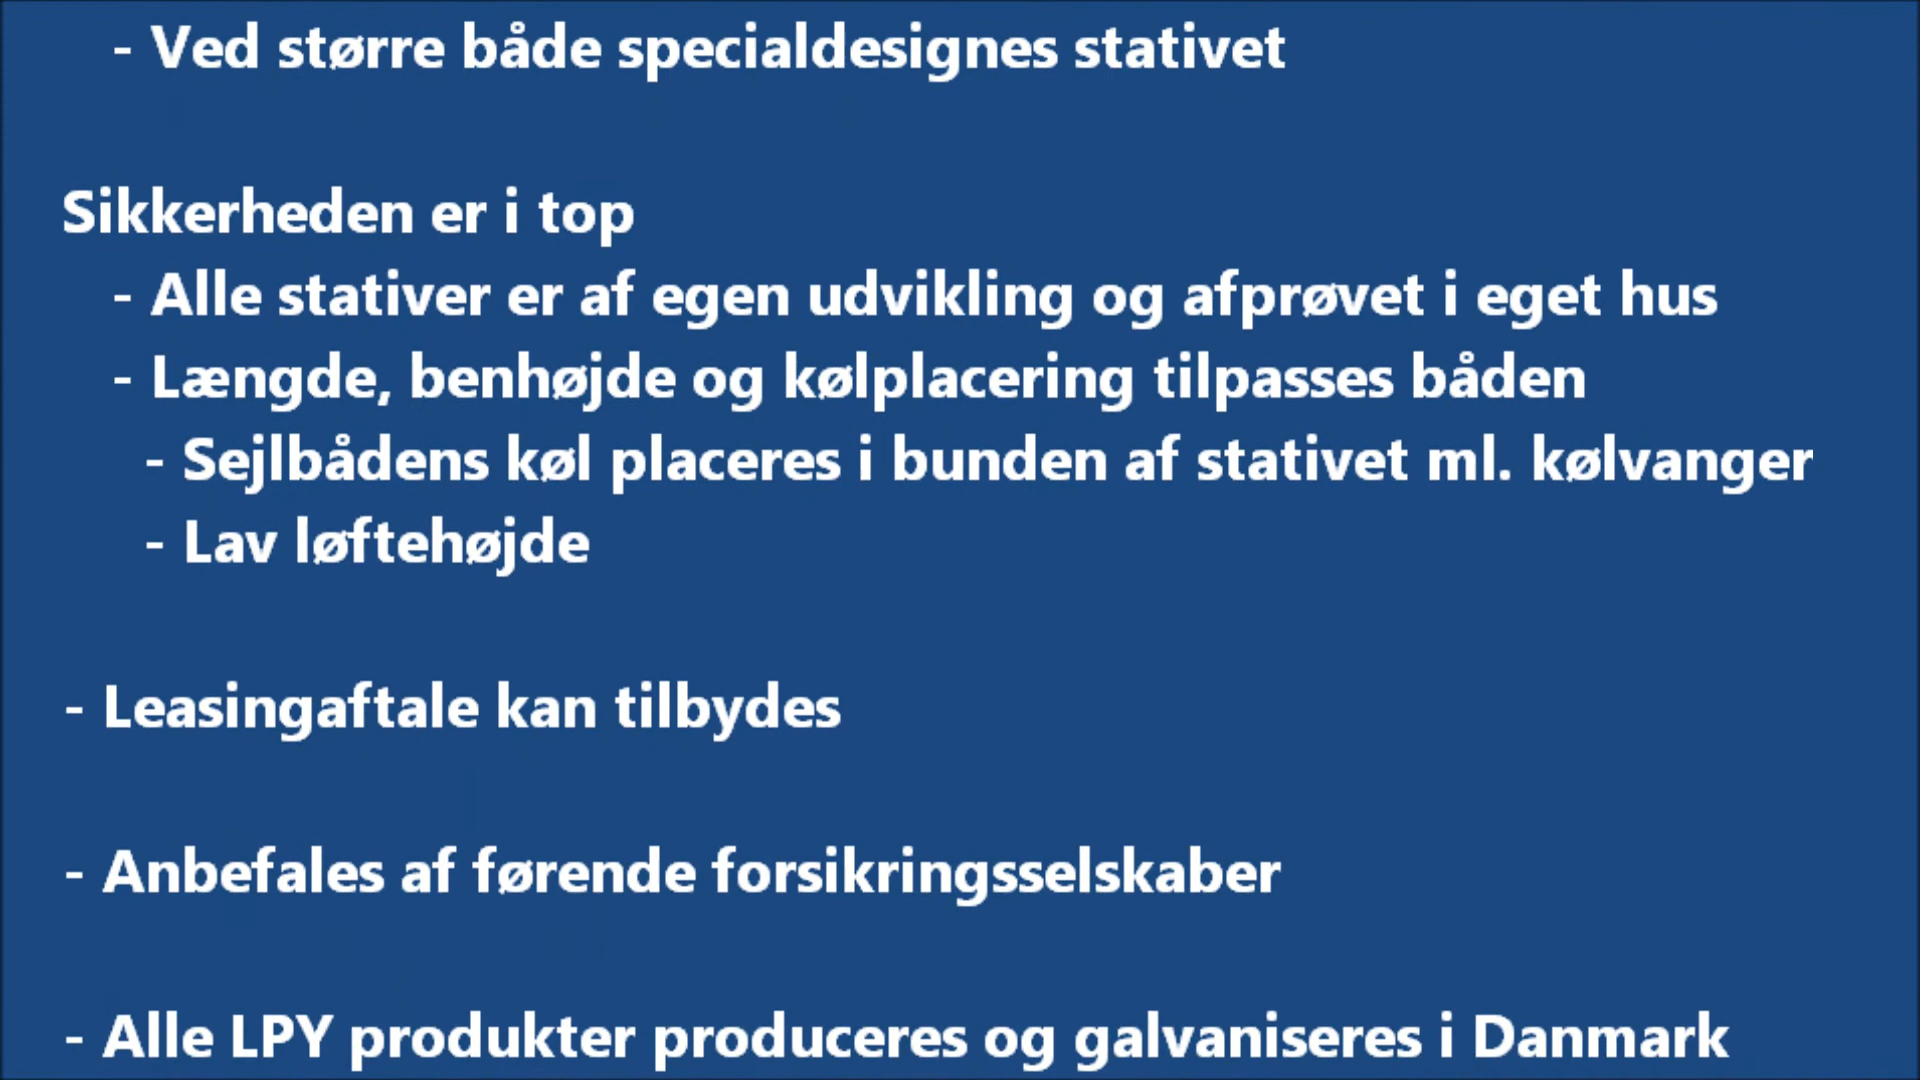 - Ved større både specialdesignes stativet
Sikkerheden er i top
- Alle stativer er af egen udvikling og afprøvet i eget hus
- Længde, benhøjde og kølplacering tilpasses båden
- Sejlbådens køl placeres i bunden af stativet ml. kølvanger
- Lav løftehøjde
- Leasingaftale kan tilbydes
- Anbefales af førende forsikringsselskaber
- Alle LPY produkter produceres og galvaniseres i Danmark